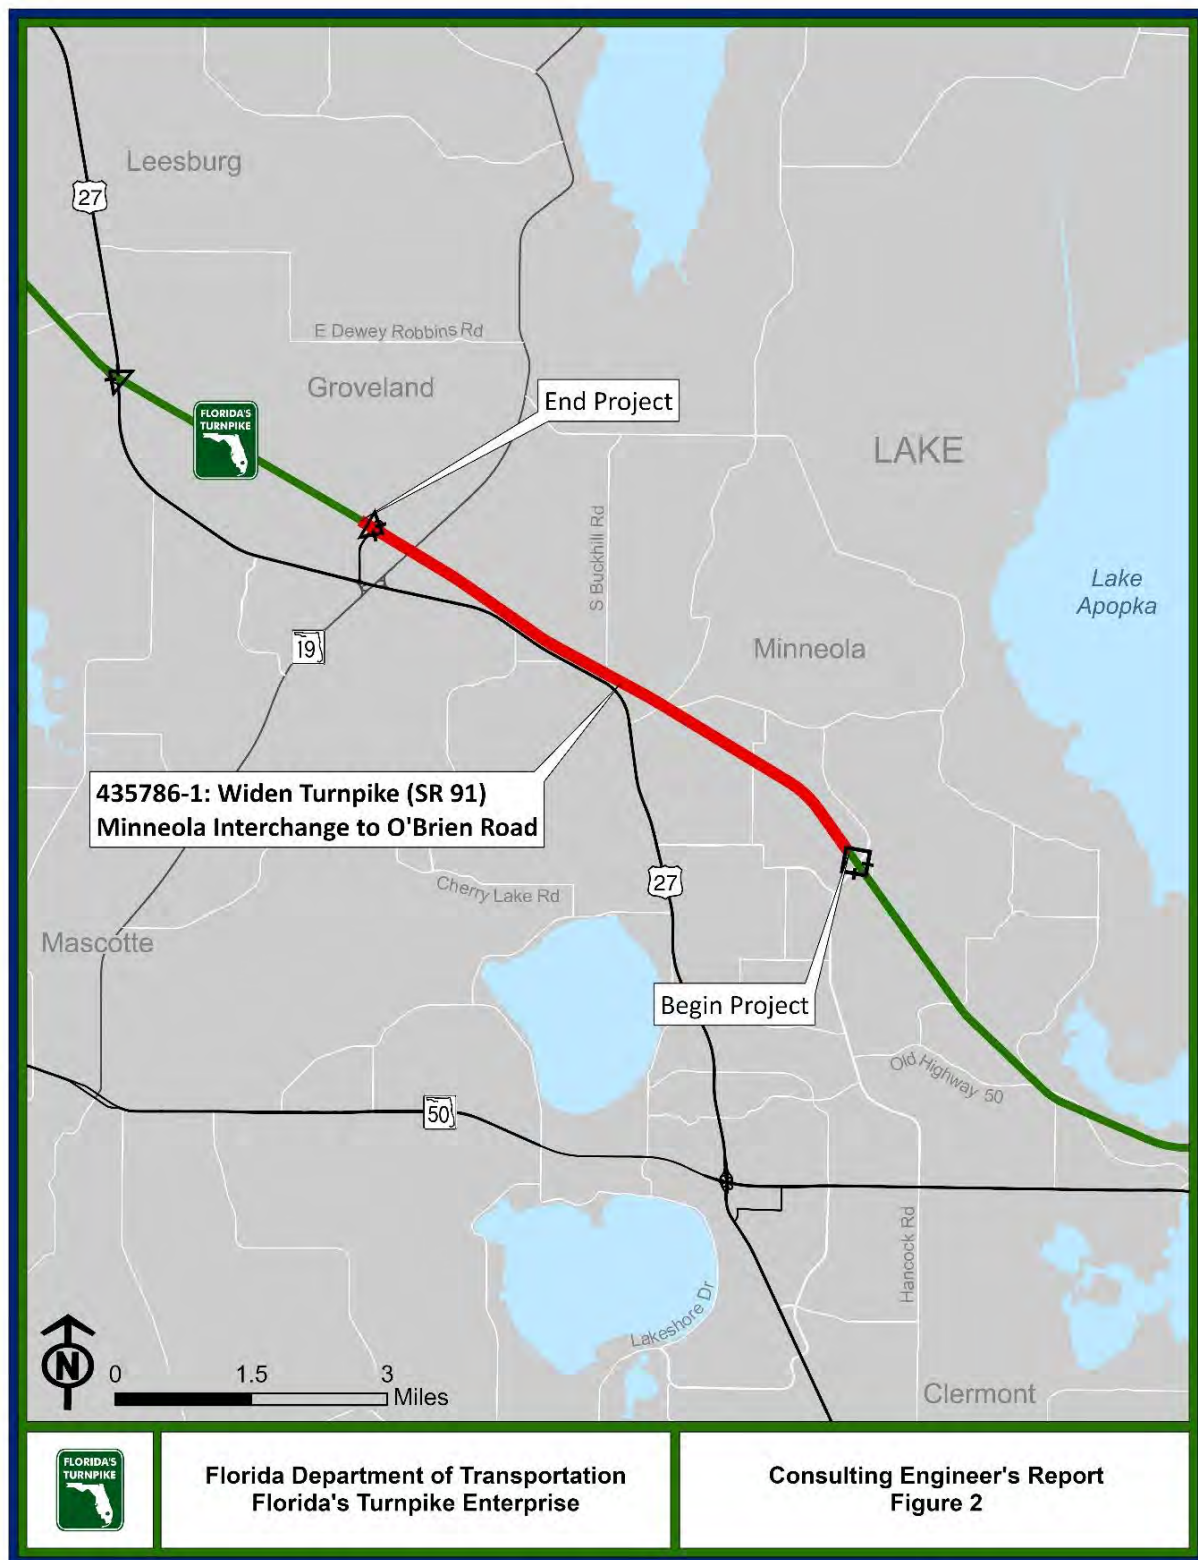 Leesburg
27
E Dewey Robbins Rd
Groveland
End Project
FLORIDA'S
TURNPIKE
LAKE
S Buckhill Rd
Lake
Apopka
19
Minneola
435786-1: Widen Turnpike (SR 91)
Minneola Interchange to O'Brien Road
27
Cherry Lake Rd
Mascotte
Begin Project
Old Highway 50
50
Hancock Rd
Lakeshore Dr
N
0 1.5 3
Miles
Clermont
FLORIDA'S
TURNPIKE
Florida Department of Transportation
Florida's Turnpike Enterprise
Consulting Engineer's Report
Figure 2